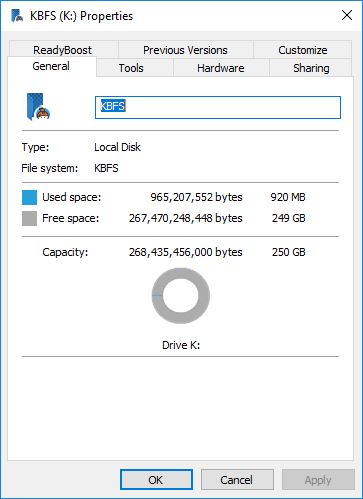 KBFS (K:) Properties
ReadyBoost Previous Versions Customize
General Tools Hardware Sharing
KBFS
Type: Local Disk
File system: KBFS
Used space: 965,207,552 bytes 920 MB
Free space: 267,470,248,448 bytes 249 GB
Capacity: 268,435,456,000 bytes 250 GB
Drive K:
OK Cancel Apply